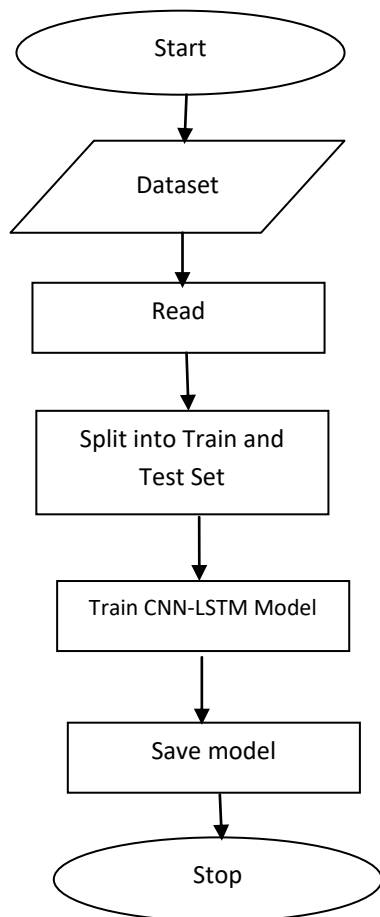 Start
Dataset
Read
Split into Train and
Test Set
Train CNN-LSTM Model
Save model
Stop